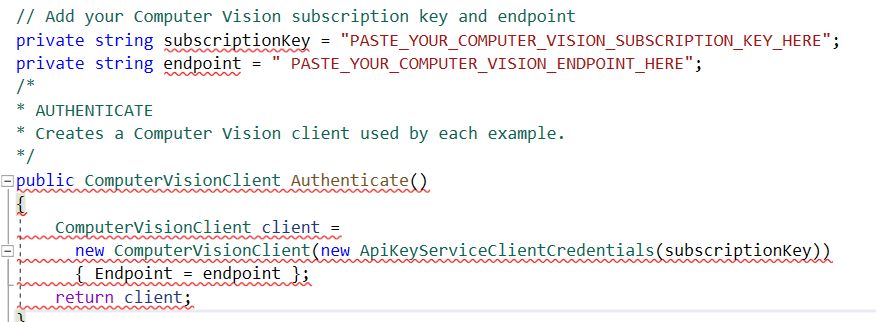 // Add your Computer Vision subscription key and endpoint
private string subscriptionKey = "PASTE_YOUR_COMPUTER_VISION_SUBSCRIPTION_KEY_HERE";
private string endpoint = " PASTE_YOUR_COMPUTER_VISION_ENDPOINT_HERE";
/*
* AUTHENTICATE
* Creates a Computer Vision client used by each example.
*/
public ComputerVisionClient Authenticate()
{
ComputerVisionClient client =
new ComputerVisionClient(new ApiKeyServiceClientCredentials(subscriptionKey))
{ Endpoint = endpoint };
return client;
}